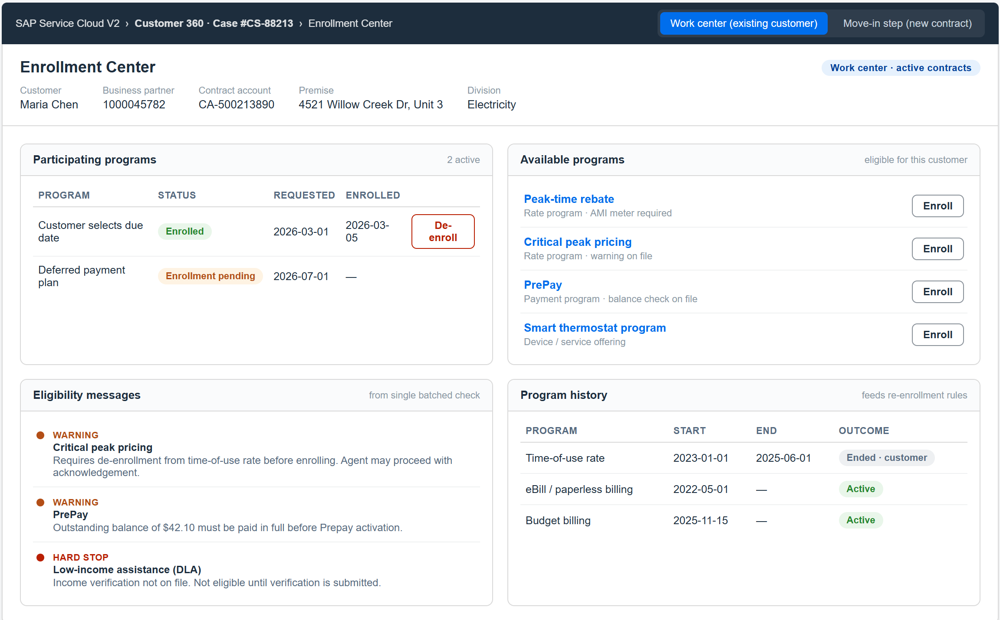 SAP Service Cloud V2 › Customer 360 · Case #CS-88213 › Enrollment Center
Work center (existing customer)
Move-in step (new contract)
Enrollment Center
Work center · active contracts
Customer
Maria Chen
Business partner
1000045782
Contract account
CA-500213890
Premise
4521 Willow Creek Dr, Unit 3
Division
Electricity
Participating programs
2 active
PROGRAM STATUS REQUESTED ENROLLED
Customer selects due
date
Enrolled
2026-03-01
2026-03-
05
De-
enroll
Deferred payment
plan
Enrollment pending
2026-07-01
—
Available programs
eligible for this customer
Peak-time rebate
Rate program · AMI meter required
Enroll
Critical peak pricing
Rate program · warning on file
Enroll
PrePay
Payment program · balance check on file
Enroll
Smart thermostat program
Device / service offering
Enroll
Eligibility messages
from single batched check
WARNING
Critical peak pricing
Requires de-enrollment from time-of-use rate before enrolling. Agent may proceed with
acknowledgement.
WARNING
PrePay
Outstanding balance of $42.10 must be paid in full before Prepay activation.
HARD STOP
Low-income assistance (DLA)
Income verification not on file. Not eligible until verification is submitted.
Program history
feeds re-enrollment rules
PROGRAM START END OUTCOME
Time-of-use rate 2023-01-01 2025-06-01 Ended · customer
eBill / paperless billing 2022-05-01 — Active
Budget billing 2025-11-15 — Active